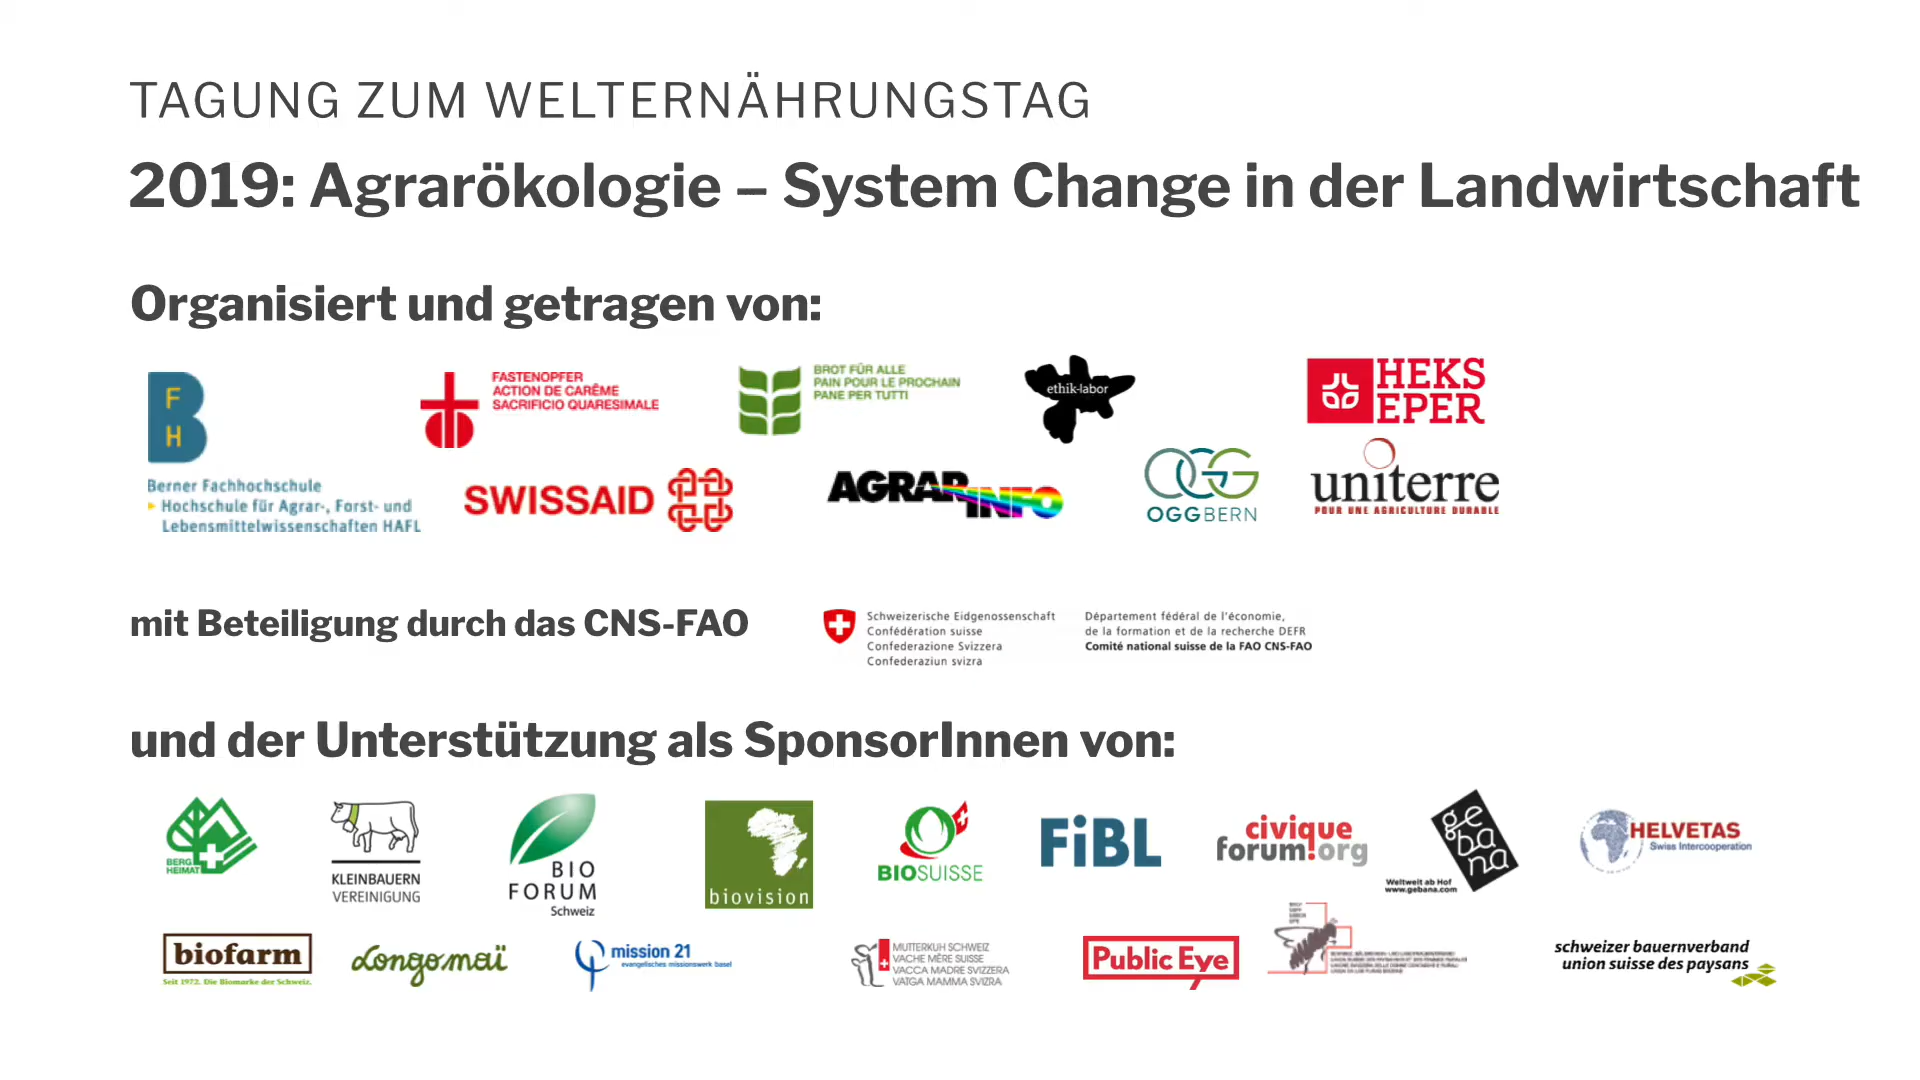 TAGUNG ZUM WELTERNÄHRUNGSTAG
2019: Agrarökologie – System Change in der Landwirtschaft
Organisiert und getragen von:
F
B
H
Berner Fachhochschule
Hochschule für Agrar-, Forst- und
Lebensmittelwissenschaften HAFL
FASTENOPFER
ACTION DE CARÊME
SACRIFICIO QUARESIMALE
BROT FÜR ALLE
PAIN POUR LE PROCHAIN
PANE PER TUTTI
ethik-labor
HEKS
EPER
SWISSAID
AGRAR
INFO
OGG
OGG BERN
uniterre
POUR UNE AGRICULTURE DURABLE
mit Beteiligung durch das CNS-FAO
Schweizerische Eidgenossenschaft
Confédération suisse
Confederazione Svizzera
Confederaziun svizra
Département fédéral de l'économie,
de la formation et de la recherche DEFR
Comité national suisse de la FAO CNS-FAO
und der Unterstützung als SponsorInnen von:
BERG
HEIMAT
KLEINBAUERN
VEREINIGUNG
BIO
FORUM
Schweiz
biovision
BIOSUISSE
FiBL
civique
forum!org
gebana
Weltweit ab Hof
www.gebana.com
HELVETAS
Swiss Intercooperation
biofarm
Seit 1972. Die Biomarke der Schweiz.
Longo maï
mission 21
evangelisches missionswerk basel
MUTTERKUH SCHWEIZ
VACHE MÈRE SUISSE
VACCA MADRE SVIZZERA
VATGA MAMMA SVIZRA
Public Eye
schweizer bauernverband
union suisse des paysans